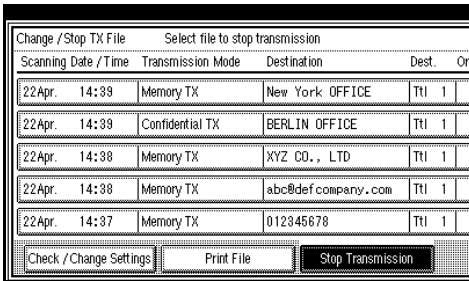 Change / Stop TX File Select file to stop transmission
Scanning Date / Time Transmission Mode Destination Dest. Or
22Apr. 14:39 Memory TX New York OFFICE Ttl 1
22Apr. 14:39 Confidential TX BERLIN OFFICE Ttl 1
22Apr. 14:38 Memory TX XYZ CO., LTD Ttl 1
22Apr. 14:38 Memory TX abc@defcompany.com Ttl 1
22Apr. 14:37 Memory TX 012345678 Ttl 1
Check / Change Settings Print File Stop Transmission